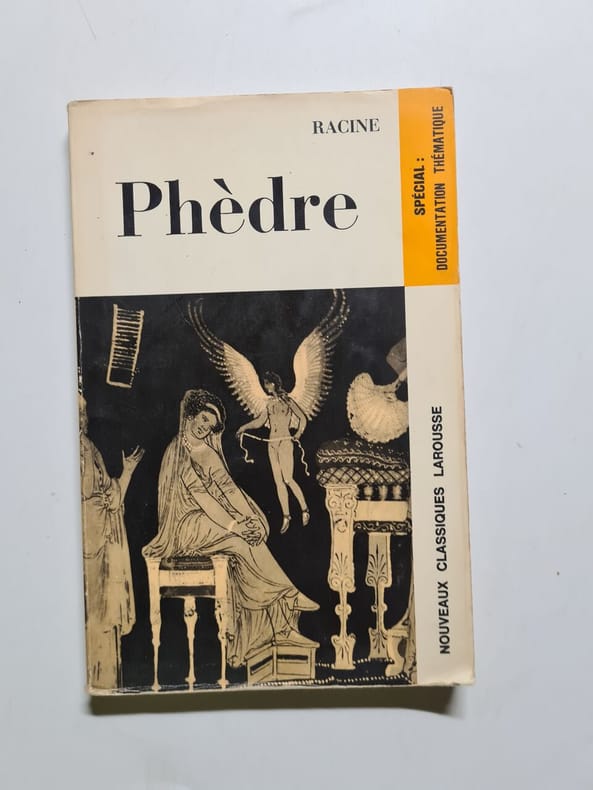 RACINE
Phèdre
SPÉCIAL :
DOCUMENTATION THÉMATIQUE
NOUVEAUX CLASSIQUES LAROUSSE